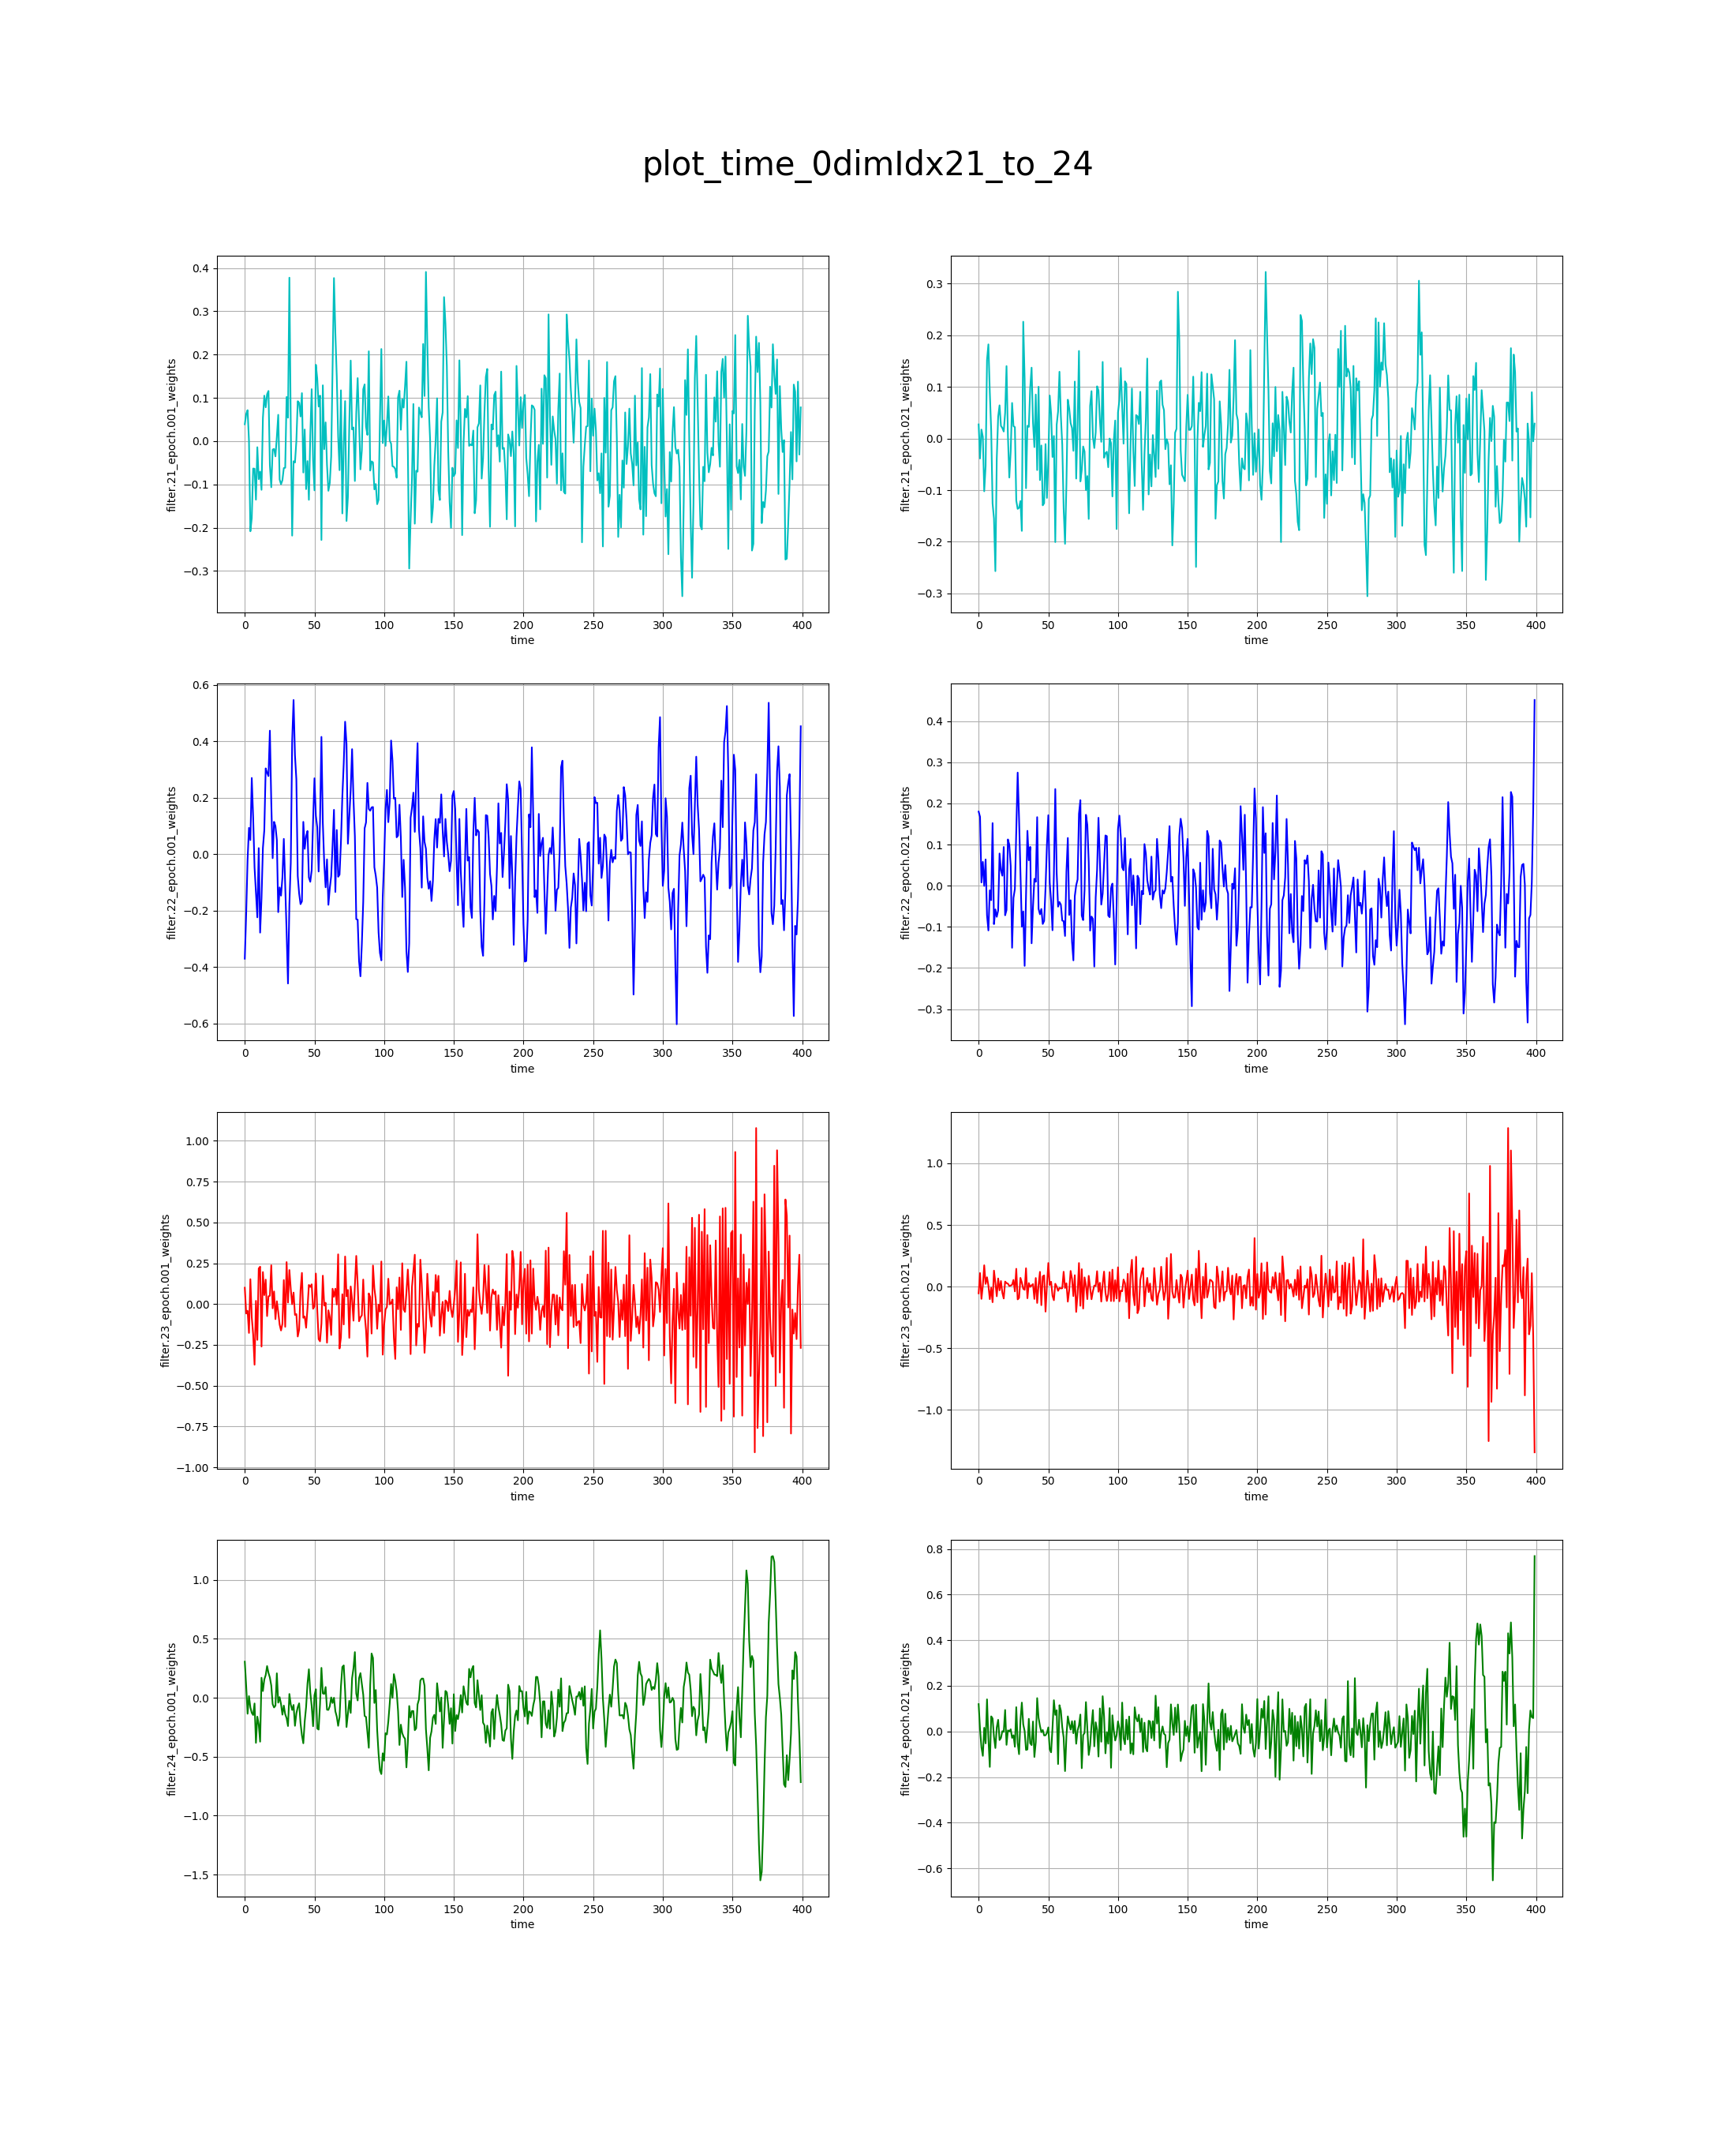 plot_time_0dimIdx21_to_24
filter.21_epoch.001_weights
0.4
0.3
0.2
0.1
0.0
−0.1
−0.2
−0.3
0 50 100 150 200 250 300 350 400
time
filter.21_epoch.021_weights
0.3
0.2
0.1
0.0
−0.1
−0.2
−0.3
0 50 100 150 200 250 300 350 400
time
filter.22_epoch.001_weights
0.6
0.4
0.2
0.0
−0.2
−0.4
−0.6
0 50 100 150 200 250 300 350 400
time
filter.22_epoch.021_weights
0.4
0.3
0.2
0.1
0.0
−0.1
−0.2
−0.3
0 50 100 150 200 250 300 350 400
time
filter.23_epoch.001_weights
1.00
0.75
0.50
0.25
0.00
−0.25
−0.50
−0.75
−1.00
0 50 100 150 200 250 300 350 400
time
filter.23_epoch.021_weights
1.0
0.5
0.0
−0.5
−1.0
0 50 100 150 200 250 300 350 400
time
filter.24_epoch.001_weights
1.0
0.5
0.0
−0.5
−1.0
−1.5
0 50 100 150 200 250 300 350 400
time
filter.24_epoch.021_weights
0.8
0.6
0.4
0.2
0.0
−0.2
−0.4
−0.6
0 50 100 150 200 250 300 350 400
time